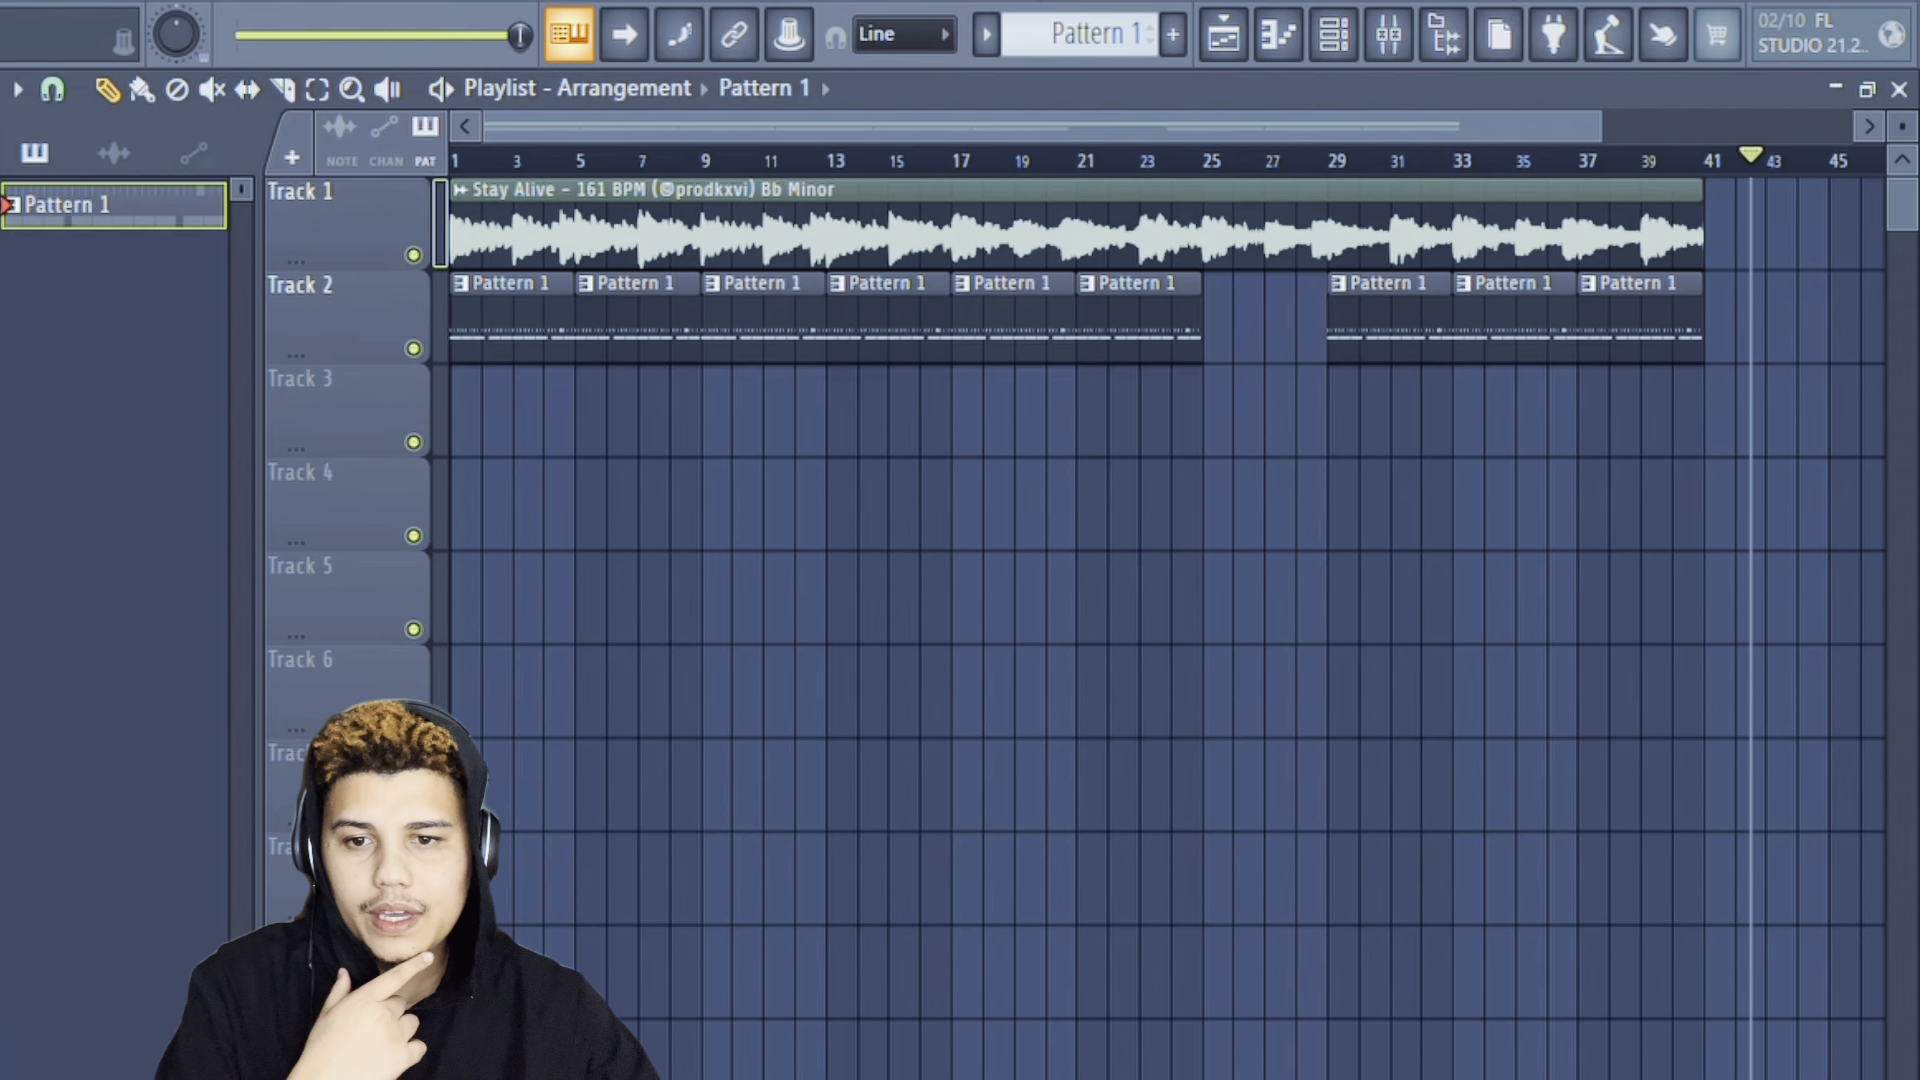 Line
Pattern 1
+
02/10 FL
STUDIO 21.2..
Playlist - Arrangement › Pattern 1 ›
NOTE CHAN PAT
1 3 5 7 9 11 13 15 17 19 21 23 25 27 29 31 33 35 37 39 41 43 45
Pattern 1
Track 1
Stay Alive - 161 BPM (@prodkxvi) Bb Minor
Track 2
Pattern 1 Pattern 1 Pattern 1 Pattern 1 Pattern 1 Pattern 1 Pattern 1 Pattern 1 Pattern 1
Track 3
Track 4
Track 5
Track 6
Trac
Tra